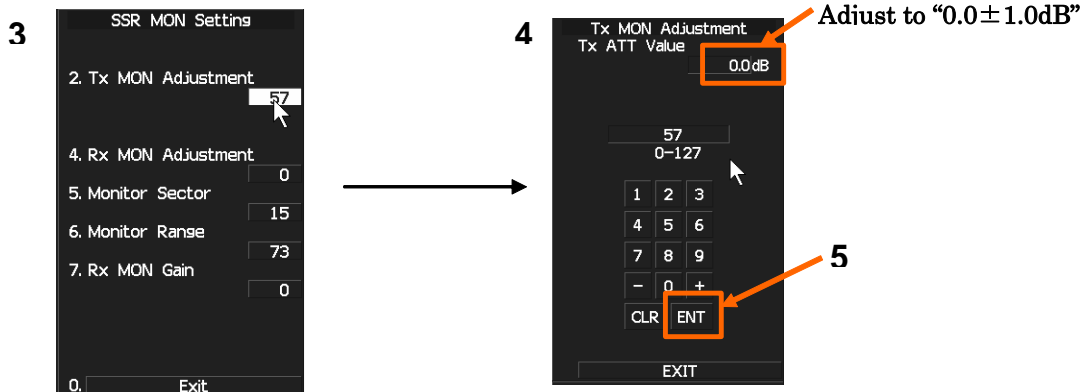 3
SSR MON Setting
2. Tx MON Adjustment
57
4. Rx MON Adjustment
0
5. Monitor Sector
15
6. Monitor Range
73
7. Rx MON Gain
0
0. Exit
4
Tx MON Adjustment
Tx ATT Value
0.0 dB
Adjust to “0.0±1.0dB”
57
0-127
1 2 3
4 5 6
7 8 9
- 0 +
CLR ENT
EXIT
5